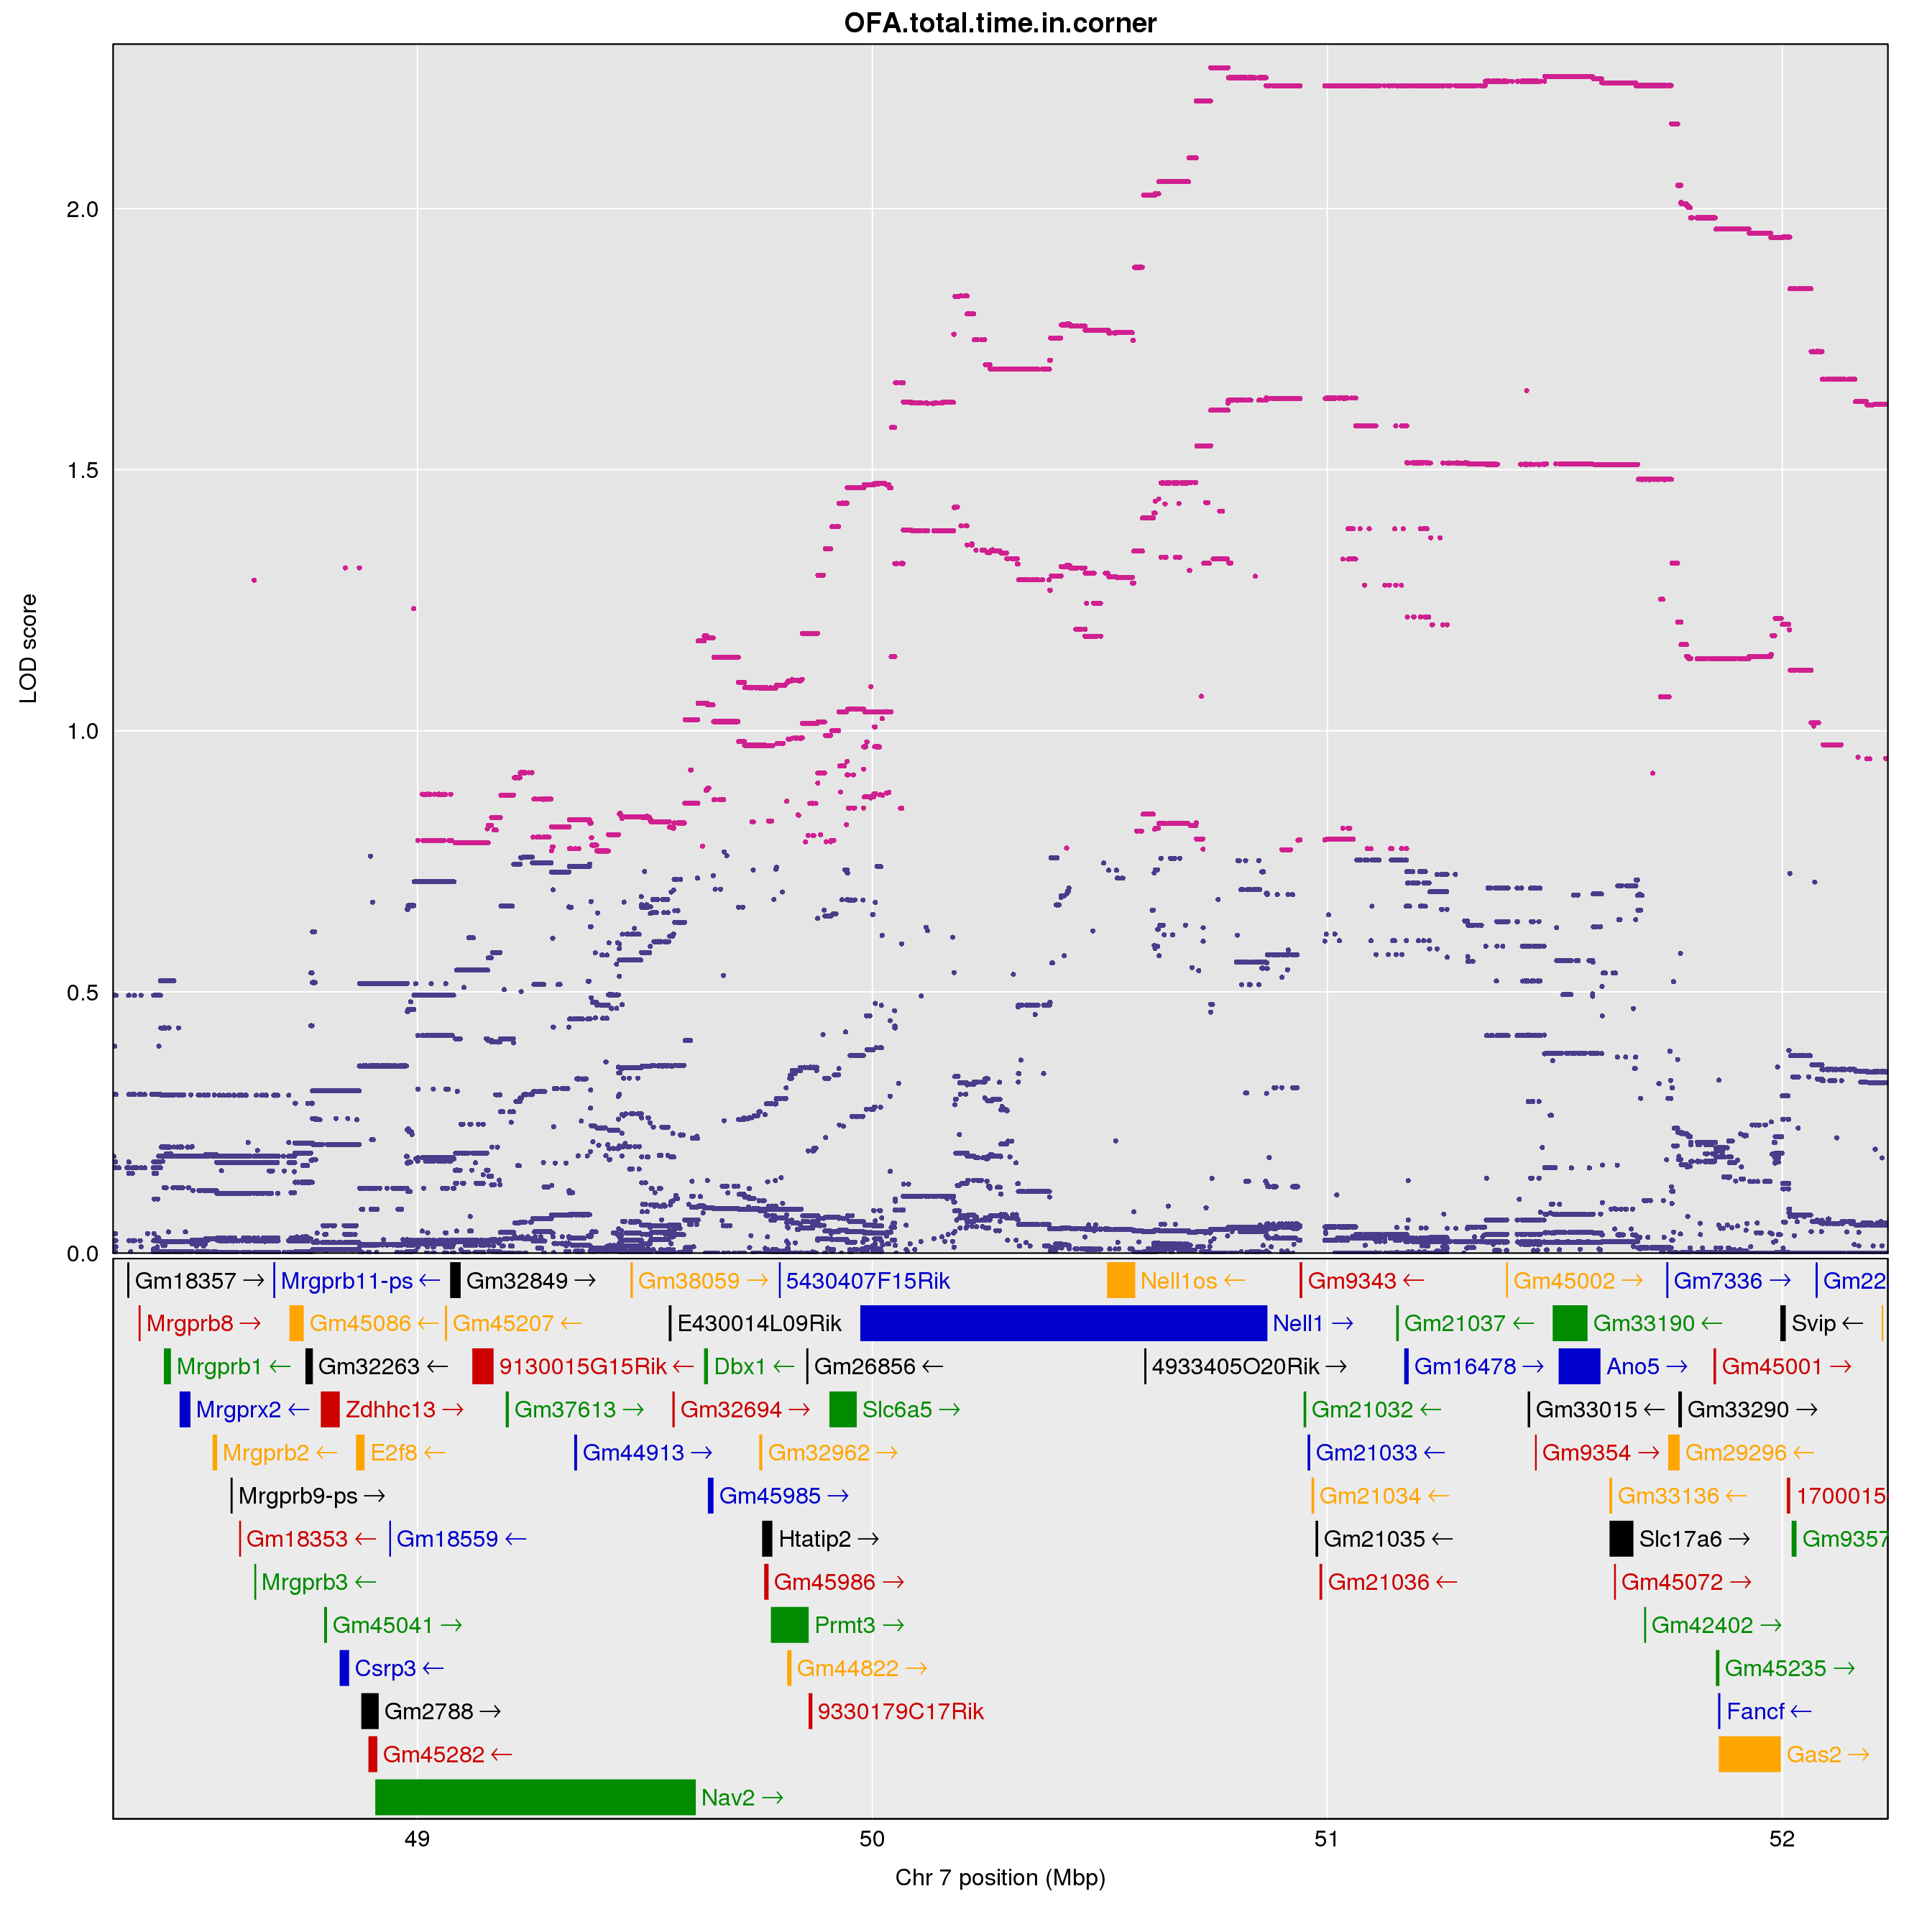 OFA.total.time.in.corner
LOD score
2.0
1.5
1.0
0.5
0.0
Gm18357 → Mrgprb11-ps ← Gm32849 → Gm38059 → 5430407F15Rik Nell1os ← Gm9343 ← Gm45002 → Gm7336 → Gm22
Mrgprb8 → Gm45086 ← Gm45207 ← E430014L09Rik Nell1 → Gm21037 ← Gm33190 ← Svip ←
Mrgprb1 ← Gm32263 ← 9130015G15Rik ← Dbx1 ← Gm26856 ← 4933405O20Rik → Gm16478 → Ano5 → Gm45001 →
Mrgprx2 ← Zdhhc13 → Gm37613 → Gm32694 → Slc6a5 → Gm21032 ← Gm33015 ← Gm33290 →
Mrgprb2 ← E2f8 ← Gm44913 → Gm32962 → Gm21033 ← Gm9354 → Gm29296 ←
Mrgprb9-ps → Gm45985 → Gm21034 ← Gm33136 ← 1700015
Gm18353 ← Gm18559 ← Htatip2 → Gm21035 ← Slc17a6 → Gm9357
Mrgprb3 ← Gm45986 → Gm21036 ← Gm45072 →
Gm45041 → Prmt3 → Gm42402 →
Csrp3 ← Gm44822 → Gm45235 →
Gm2788 → 9330179C17Rik Fancf ←
Gm45282 ← Gas2 →
Nav2 →
49 50 51 52
Chr 7 position (Mbp)